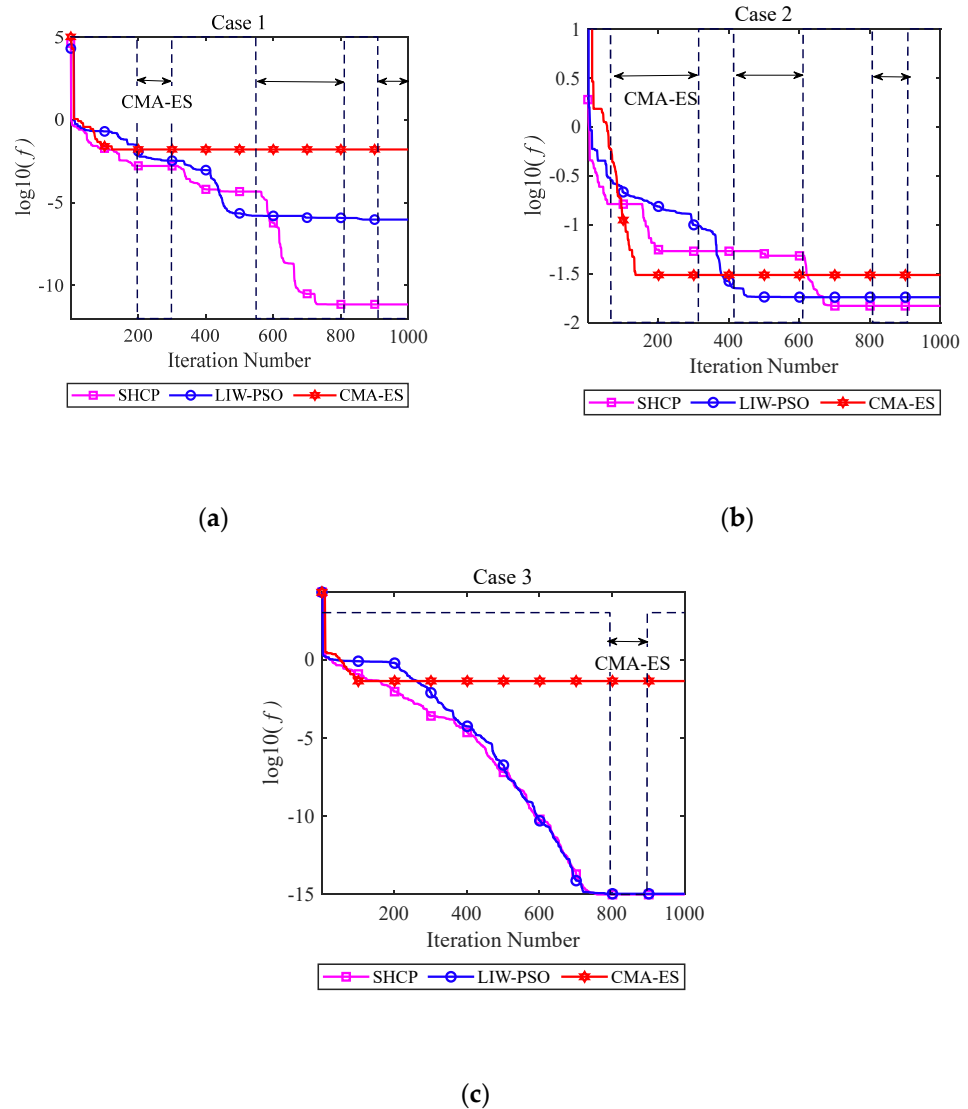 Case 1
5
0
-5
-10
log10(f)
CMA-ES
200 400 600 800 1000
Iteration Number
SHCP LIW-PSO CMA-ES
(a)
Case 2
1
0.5
0
-0.5
-1
-1.5
-2
log10(f)
CMA-ES
200 400 600 800 1000
Iteration Number
SHCP LIW-PSO CMA-ES
(b)
Case 3
0
-5
-10
-15
log10(f)
CMA-ES
200 400 600 800 1000
Iteration Number
SHCP LIW-PSO CMA-ES
(c)